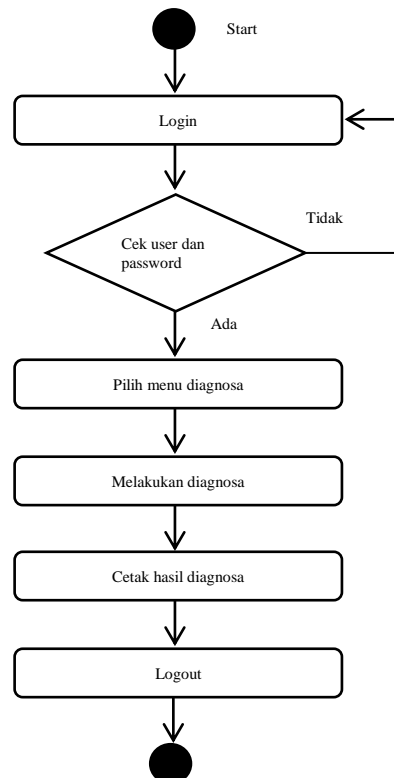 Start
Login
Cek user dan
password
Tidak
Ada
Pilih menu diagnosa
Melakukan diagnosa
Cetak hasil diagnosa
Logout